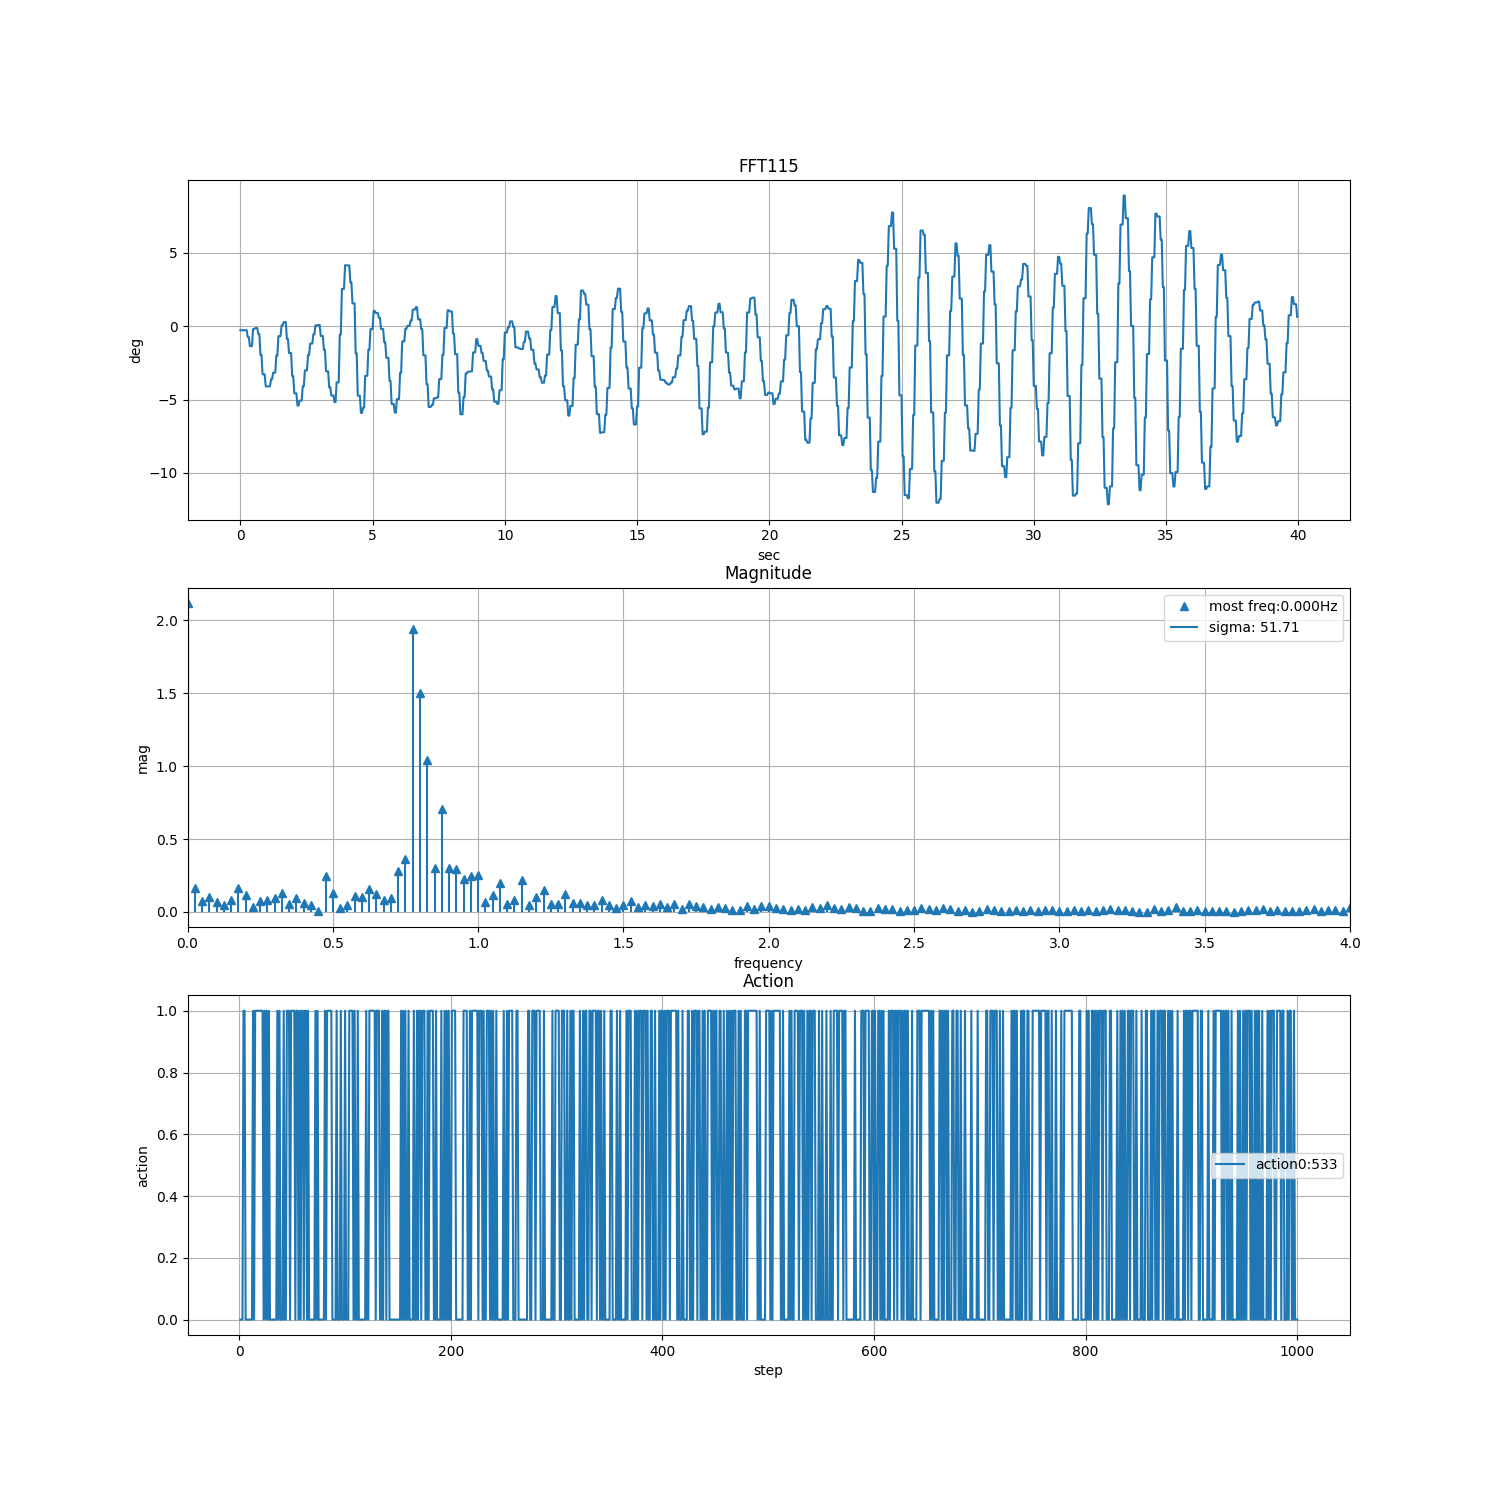 FFT115
deg
5
0
−5
−10
0 5 10 15 20 25 30 35 40
sec
Magnitude
mag
2.0
1.5
1.0
0.5
0.0
most freq:0.000Hz
sigma: 51.71
0.0 0.5 1.0 1.5 2.0 2.5 3.0 3.5 4.0
frequency
Action
action
1.0
0.8
0.6
0.4
0.2
0.0
action0:533
0 200 400 600 800 1000
step